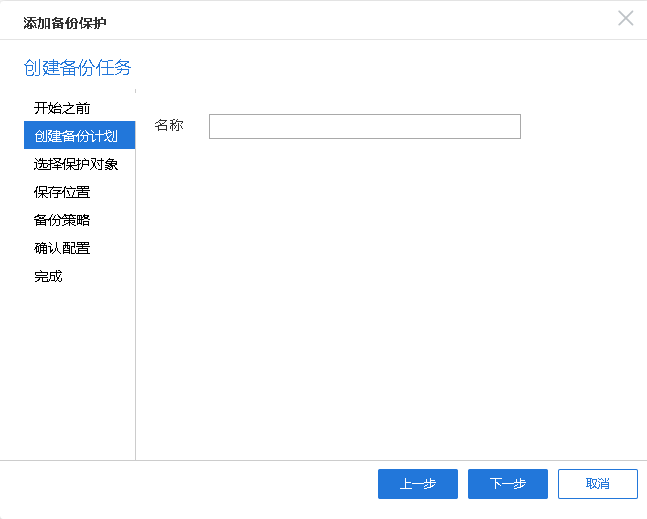 添加备份保护
创建备份任务
开始之前
创建备份计划
选择保护对象
保存位置
备份策略
确认配置
完成
名称
上一步 下一步 取消